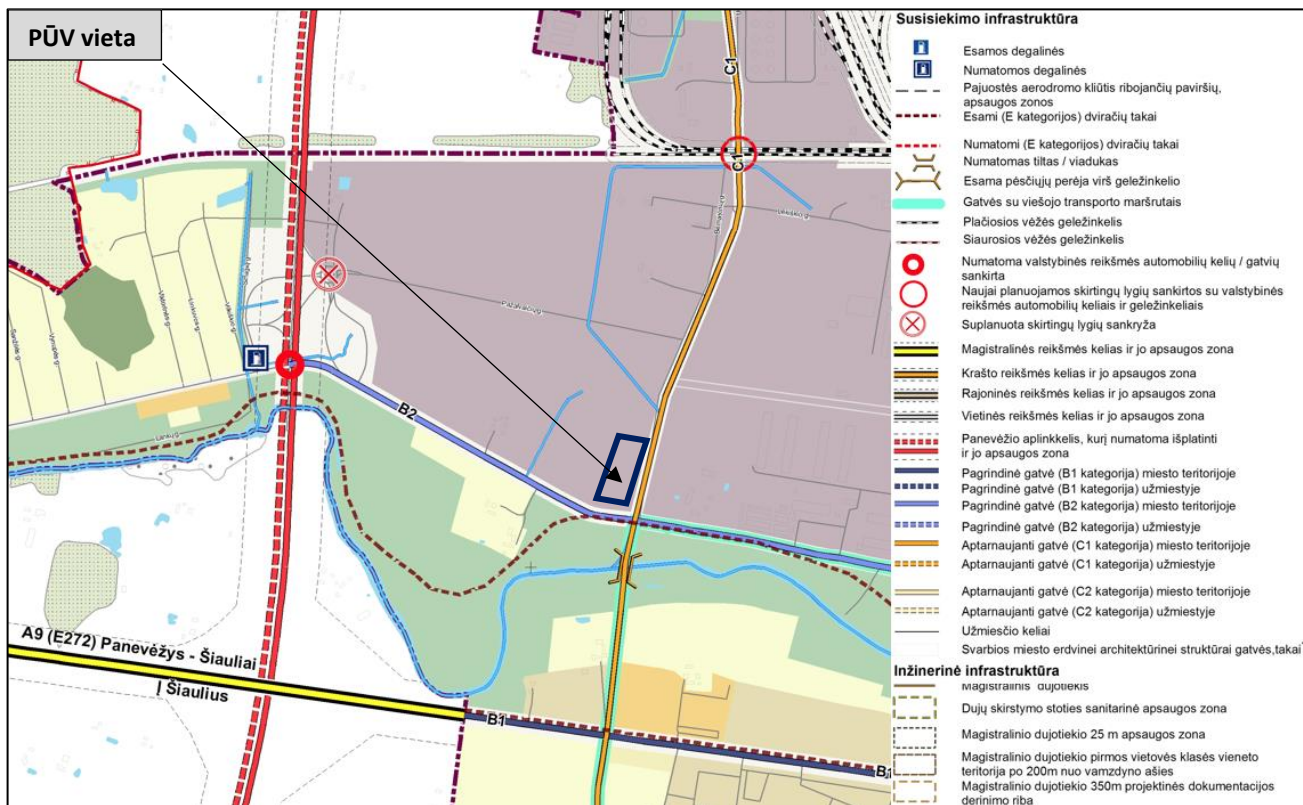 PŪV vieta
C1
C1
B2
B1
B1
A9 (E272) Panevėžys - Šiauliai
Į Šiaulius
Pažalvaičių g.
Lankų g.
Susisiekimo infrastruktūra
Esamos degalinės
Numatomos degalinės
Pajuostės aerodromo kliūtis ribojančių paviršių,
apsaugos zonos
Esami (E kategorijos) dviračių takai
Numatomi (E kategorijos) dviračių takai
Numatomas tiltas / viadukas
Esama pėsčiųjų perėja virš geležinkelio
Gatvės su viešojo transporto maršrutais
Plačiosios vėžės geležinkelis
Siaurosios vėžės geležinkelis
Numatoma valstybinės reikšmės automobilių kelių / gatvių
sankirta
Naujai planuojamos skirtingų lygių sankirtos su valstybinės
reikšmės automobilių keliais ir geležinkeliais
Suplanuota skirtingų lygių sankryža
Magistralinės reikšmės kelias ir jo apsaugos zona
Krašto reikšmės kelias ir jo apsaugos zona
Rajoninės reikšmės kelias ir jo apsaugos zona
Vietinės reikšmės kelias ir jo apsaugos zona
Panevėžio aplinkkelis, kurį numatoma išplatinti
ir jo apsaugos zona
Pagrindinė gatvė (B1 kategorija) miesto teritorijoje
Pagrindinė gatvė (B1 kategorija) užmiestyje
Pagrindinė gatvė (B2 kategorija) miesto teritorijoje
Pagrindinė gatvė (B2 kategorija) užmiestyje
Aptarnaujanti gatvė (C1 kategorija) miesto teritorijoje
Aptarnaujanti gatvė (C1 kategorija) užmiestyje
Aptarnaujanti gatvė (C2 kategorija) miesto teritorijoje
Aptarnaujanti gatvė (C2 kategorija) užmiestyje
Užmiesčio keliai
Svarbios miesto erdvinei architektūrinei struktūrai gatvės,takai
Inžinerinė infrastruktūra
Magistralinis dujotiekis
Dujų skirstymo stoties sanitarinė apsaugos zona
Magistralinio dujotiekio 25 m apsaugos zona
Magistralinio dujotiekio pirmos vietovės klasės vieneto
teritorija po 200m nuo vamzdyno ašies
Magistralinio dujotiekio 350m projektinės dokumentacijos
derinimo riba